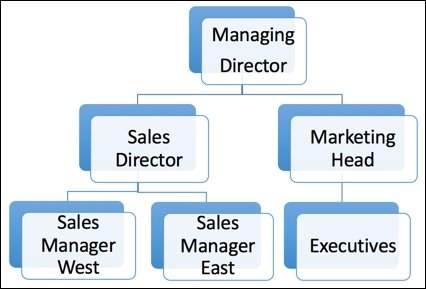 Managing
Director
Sales
Director
Marketing
Head
Sales
Manager
West
Sales
Manager
East
Executives